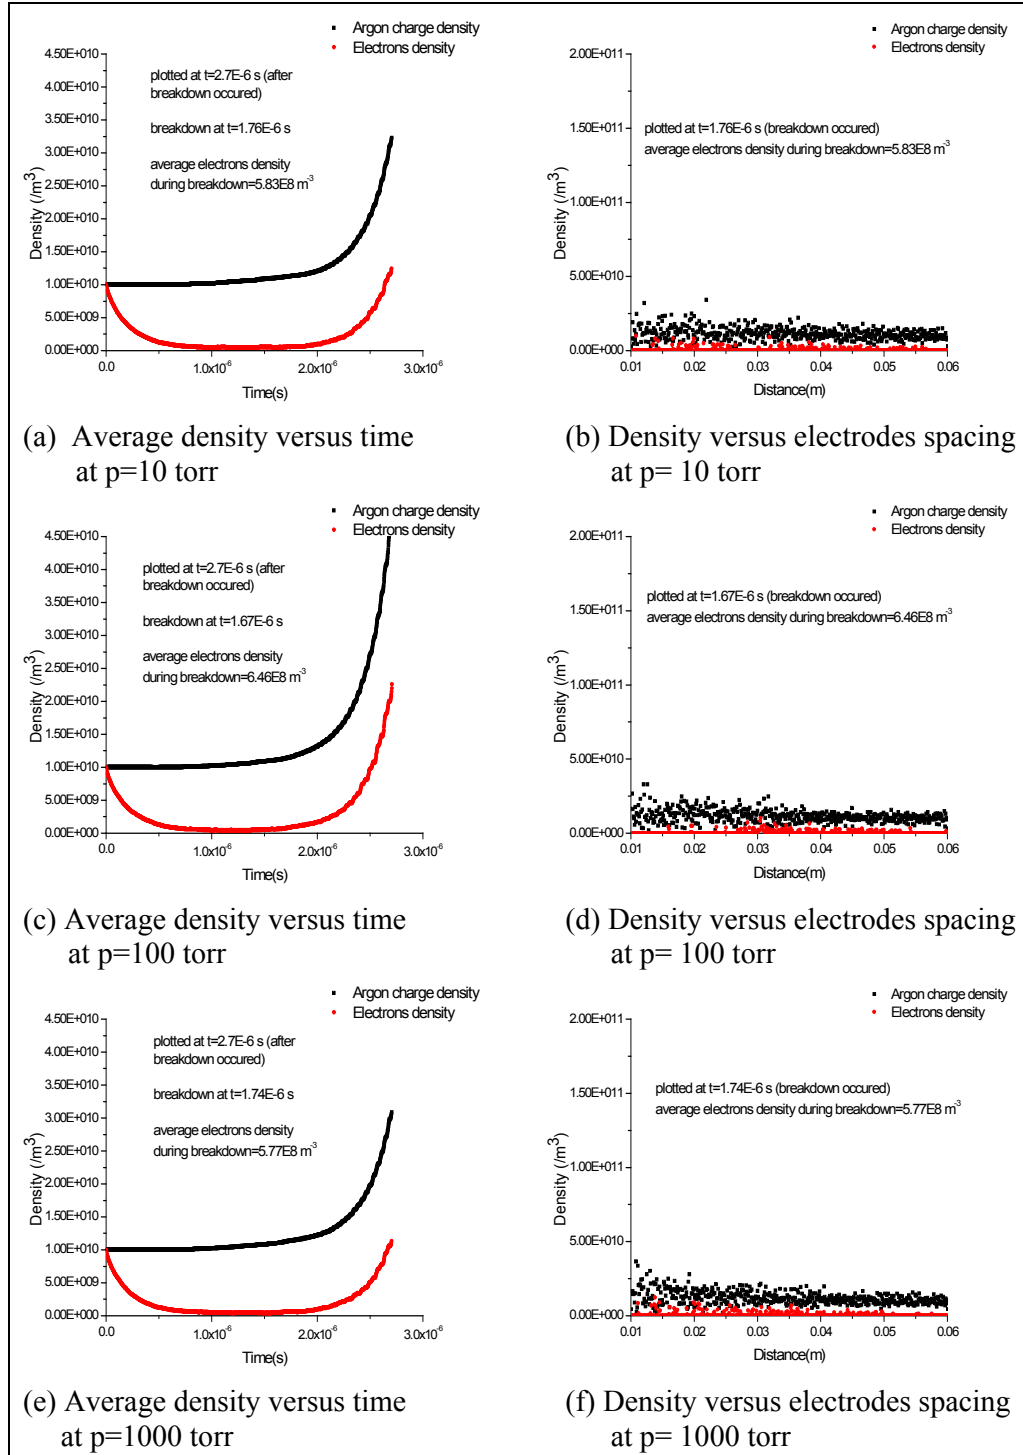 Argon charge density
Electrons density
4.50E+010
4.00E+010
3.50E+010
3.00E+010
2.50E+010
2.00E+010
1.50E+010
1.00E+010
5.00E+009
0.00E+000
Density (/m³)
plotted at t=2.7E-6 s (after
breakdown occured)
breakdown at t=1.76E-6 s
average electrons density
during breakdown=5.83E8 m⁻³
0.0 1.0x10⁻⁶ 2.0x10⁻⁶ 3.0x10⁻⁶
Time(s)
Argon charge density
Electrons density
2.00E+011
1.50E+011
1.00E+011
5.00E+010
0.00E+000
Density (/m³)
plotted at t=1.76E-6 s (breakdown occured)
average electrons density during breakdown=5.83E8 m⁻³
0.01 0.02 0.03 0.04 0.05 0.06
Distance(m)
(a) Average density versus time
at p=10 torr
(b) Density versus electrodes spacing
at p= 10 torr
Argon charge density
Electrons density
4.50E+010
4.00E+010
3.50E+010
3.00E+010
2.50E+010
2.00E+010
1.50E+010
1.00E+010
5.00E+009
0.00E+000
Density (/m³)
plotted at t=2.7E-6 s (after
breakdown occured)
breakdown at t=1.67E-6 s
average electrons density
during breakdown=6.46E8 m⁻³
0.0 1.0x10⁻⁶ 2.0x10⁻⁶ 3.0x10⁻⁶
Time(s)
Argon charge density
Electrons density
2.00E+011
1.50E+011
1.00E+011
5.00E+010
0.00E+000
Density (/m³)
plotted at t=1.67E-6 s (breakdown occured)
average electrons density during breakdown=6.46E8 m⁻³
0.01 0.02 0.03 0.04 0.05 0.06
Distance(m)
(c) Average density versus time
at p=100 torr
(d) Density versus electrodes spacing
at p= 100 torr
Argon charge density
Electrons density
4.50E+010
4.00E+010
3.50E+010
3.00E+010
2.50E+010
2.00E+010
1.50E+010
1.00E+010
5.00E+009
0.00E+000
Density (/m³)
plotted at t=2.7E-6 s (after
breakdown occured)
breakdown at t=1.74E-6 s
average electrons density
during breakdown=5.77E8 m⁻³
0.0 1.0x10⁻⁶ 2.0x10⁻⁶ 3.0x10⁻⁶
Time(s)
Argon charge density
Electrons density
2.00E+011
1.50E+011
1.00E+011
5.00E+010
0.00E+000
Density (/m³)
plotted at t=1.74E-6 s (breakdown occured)
average electrons density during breakdown=5.77E8 m⁻³
0.01 0.02 0.03 0.04 0.05 0.06
Distance(m)
(e) Average density versus time
at p=1000 torr
(f) Density versus electrodes spacing
at p= 1000 torr